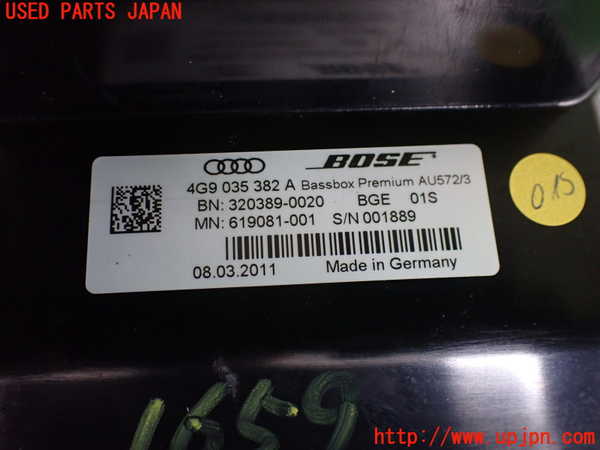 USED PARTS JAPAN
BOSE
4G9 035 382 A Bassbox Premium AU572/3
BN: 320389-0020 BGE 01S
MN: 619081-001 S/N 001889
08.03.2011 Made in Germany
015
1659
http://www.upjpn.com